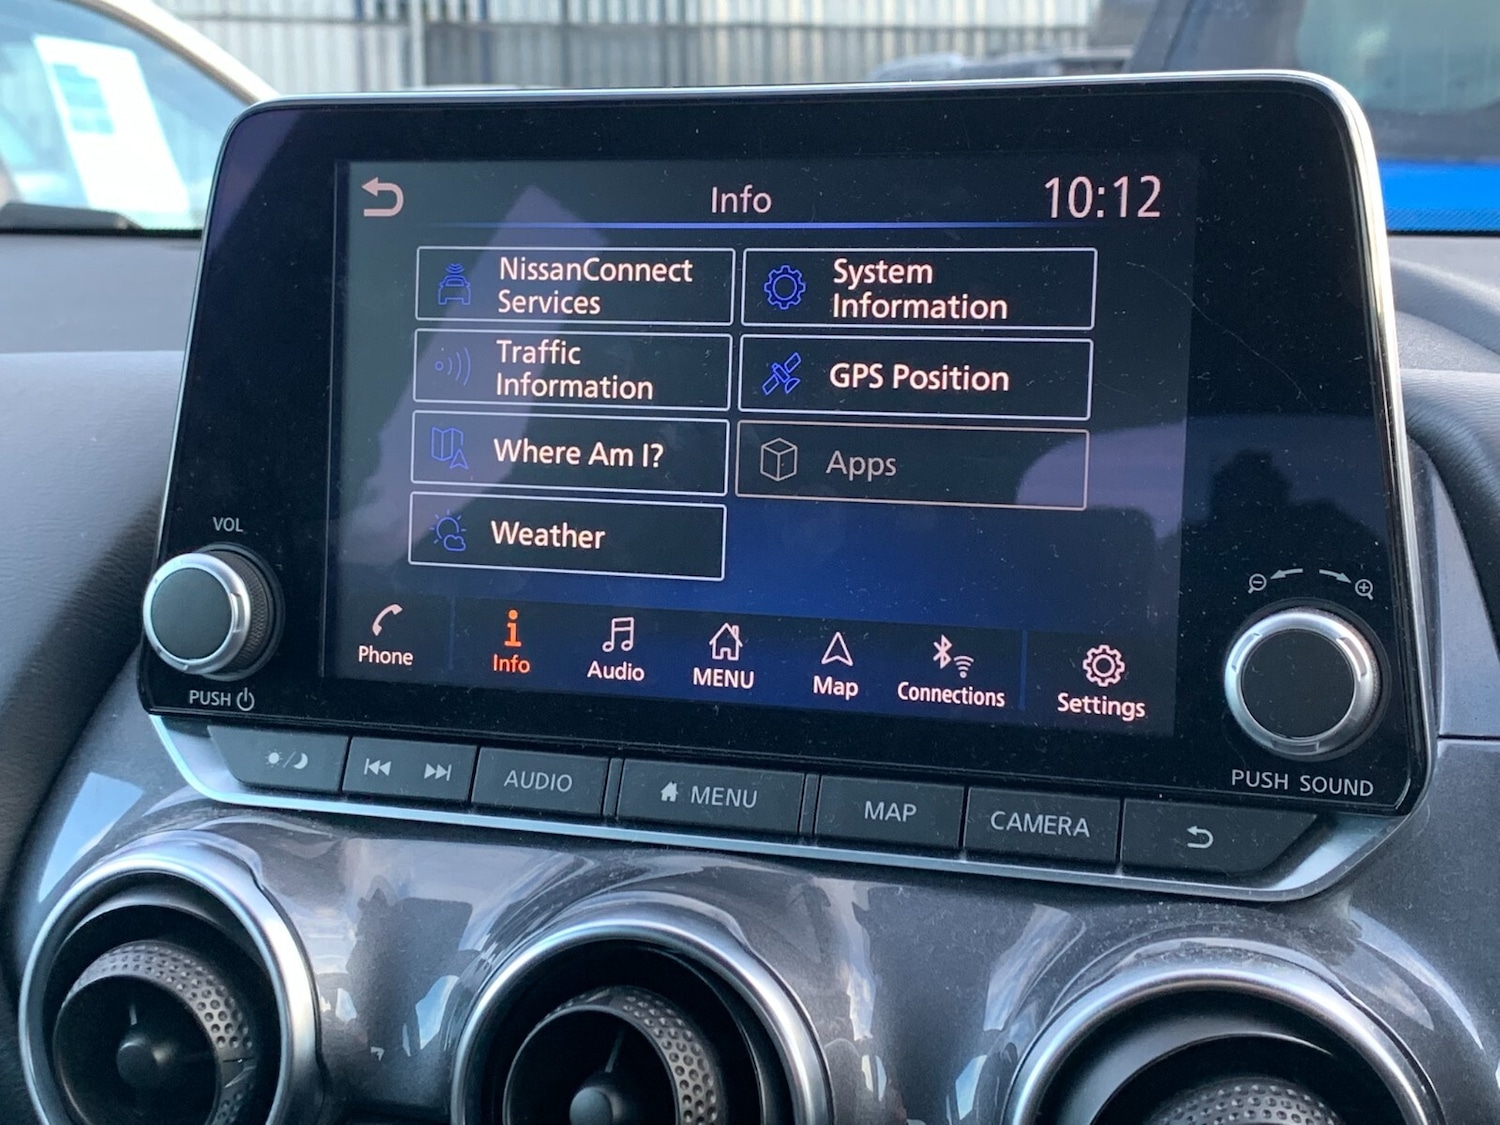 Info
10:12
NissanConnect
Services
System
Information
Traffic
Information
GPS Position
Where Am I?
Apps
Weather
Phone
Info
Audio
MENU
Map
Connections
Settings
VOL
PUSH
PUSH SOUND
AUDIO
MENU
MAP
CAMERA